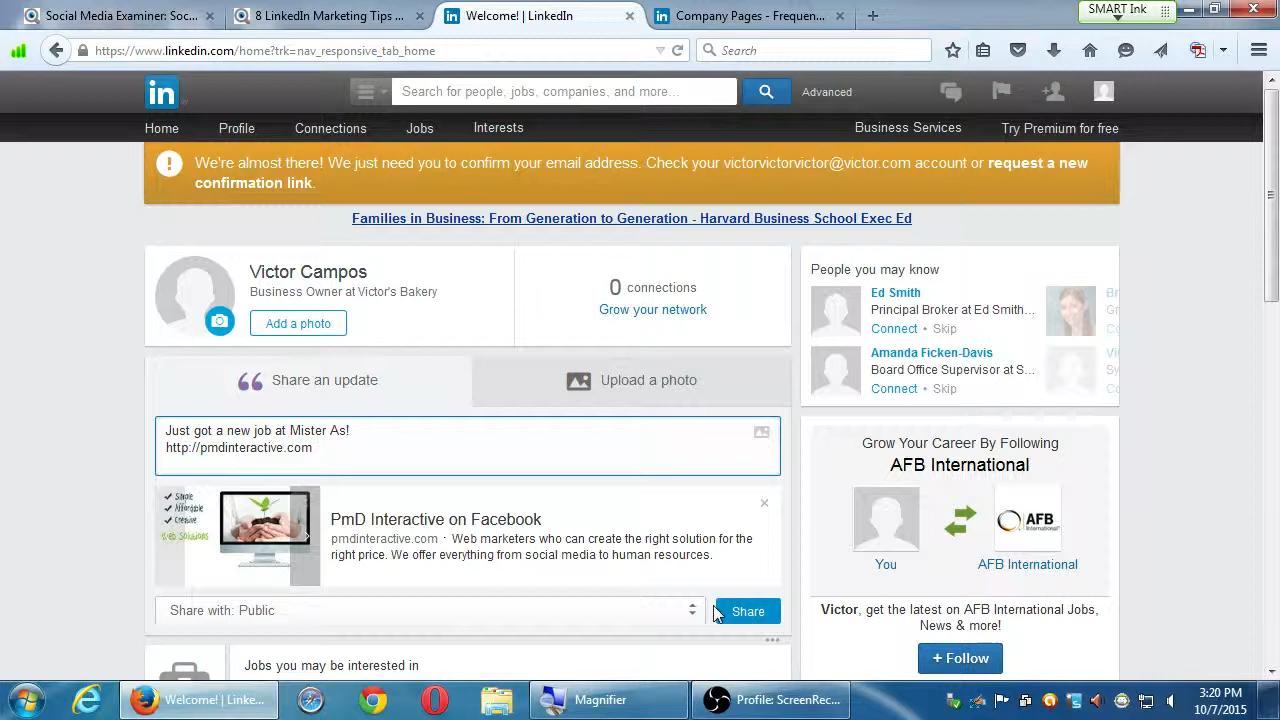 Social Media Examiner: Soc...
8 LinkedIn Marketing Tips ...
Welcome! | LinkedIn
Company Pages - Frequen...
SMART Ink
https://www.linkedin.com/home?trk=nav_responsive_tab_home
Search
in
Search for people, jobs, companies, and more...
Advanced
Home
Profile
Connections
Jobs
Interests
Business Services
Try Premium for free
We're almost there! We just need you to confirm your email address. Check your victorvictorvictor@victor.com account or request a new
confirmation link.
Families in Business: From Generation to Generation - Harvard Business School Exec Ed
Victor Campos
Business Owner at Victor's Bakery
Add a photo
0 connections
Grow your network
People you may know
Ed Smith
Principal Broker at Ed Smith...
Connect • Skip
Amanda Ficken-Davis
Board Office Supervisor at S...
Connect • Skip
Share an update
Upload a photo
Just got a new job at Mister As!
http://pmdinteractive.com
Simple
Affordable
Creative
Web Solutions
PmD Interactive on Facebook
pmdinteractive.com · Web marketers who can create the right solution for the
right price. We offer everything from social media to human resources.
Share with: Public
Share
Jobs you may be interested in
Grow Your Career By Following
AFB International
AFB
International
You
AFB International
Victor, get the latest on AFB International Jobs,
News & more!
+ Follow
Welcome! | Linke...
Magnifier
Profile: ScreenRec...
3:20 PM
10/7/2015